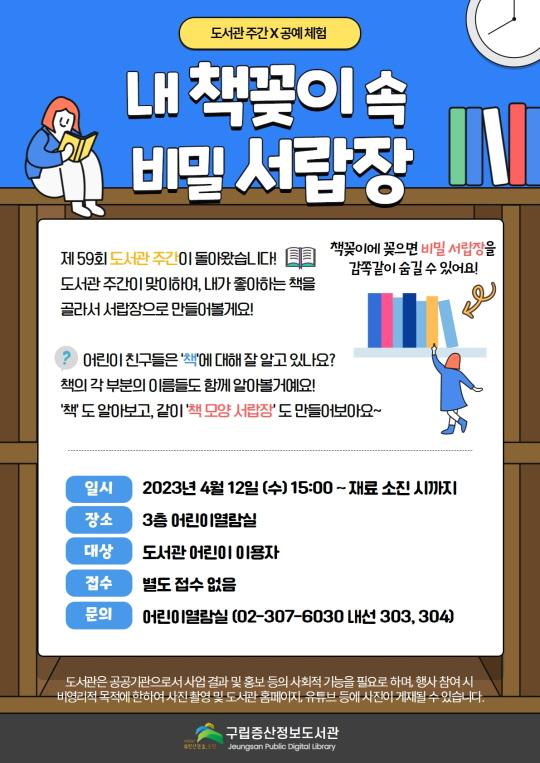 도서관 주간 X 공예 체험
내 책꽂이 속
비밀 서랍장
제 59회 도서관 주간이 돌아왔습니다!
도서관 주간이 맞이하여, 내가 좋아하는 책을
골라서 서랍장으로 만들어볼게요!
책꽂이에 꽂으면 비밀 서랍장을
감쪽같이 숨길 수 있어요!
? 어린이 친구들은 '책'에 대해 잘 알고 있나요?
책의 각 부분의 이름들도 함께 알아볼거예요!
'책' 도 알아보고, 같이 '책 모양 서랍장' 도 만들어보아요~
일시 2023년 4월 12일 (수) 15:00 ~ 재료 소진 시까지
장소 3층 어린이열람실
대상 도서관 어린이 이용자
접수 별도 접수 없음
문의 어린이열람실 (02-307-6030 내선 303, 304)
도서관은 공공기관으로서 사업 결과 및 홍보 등의 사회적 기능을 필요로 하며, 행사 참여 시
비영리적 목적에 한하여 사진 촬영 및 도서관 홈페이지, 유튜브 등에 사진이 게재될 수 있습니다.
구립증산정보도서관
Jeungsan Public Digital Library